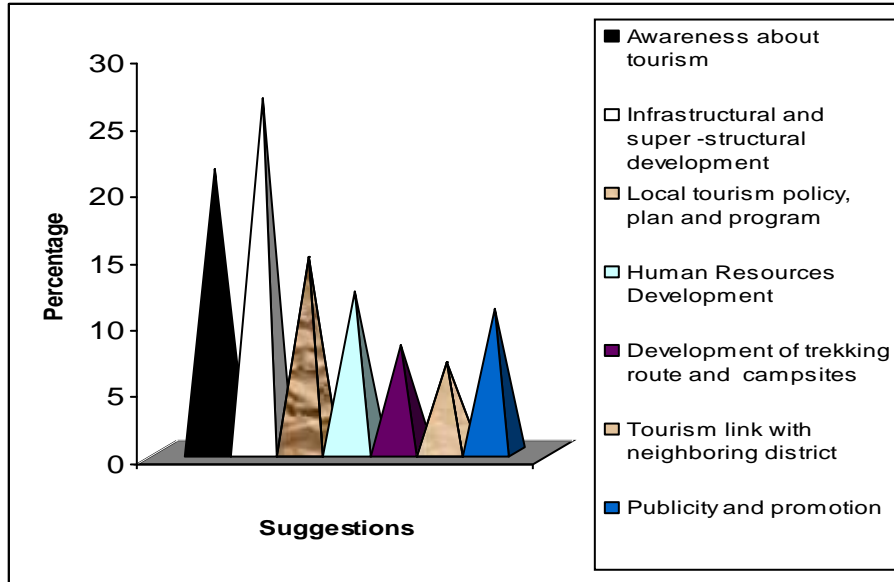 30
25
20
15
10
5
0
Percentage
Suggestions
Awareness about
tourism
Infrastructural and
super -structural
development
Local tourism policy,
plan and program
Human Resources
Development
Development of trekking
route and campsites
Tourism link with
neighboring district
Publicity and promotion